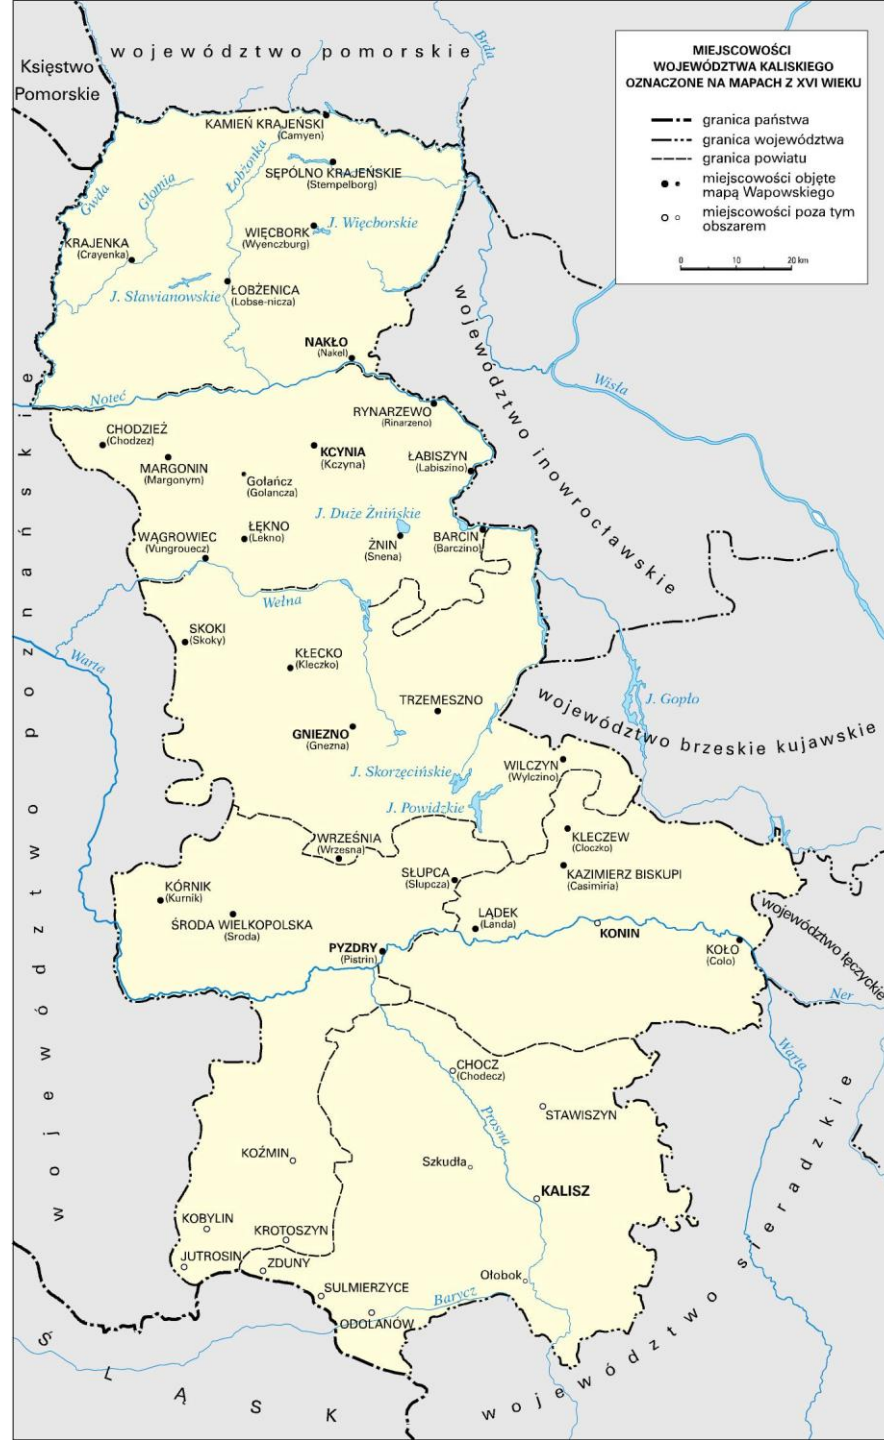 województwo pomorskie
Księstwo
Pomorskie
Brda
MIEJSCOWOŚCI
WOJEWÓDZTWA KALISKIEGO
OZNACZONE NA MAPACH Z XVI WIEKU
granica państwa
granica województwa
granica powiatu
miejscowości objęte
mapą Wapowskiego
miejscowości poza tym
obszarem
0 10 20 km
KAMIEŃ KRAJEŃSKI
(Camyen)
Łobżonka
SĘPÓLNO KRAJEŃSKIE
(Stempelborg)
Gwda
Głomia
WIĘCBORK
(Wyenczburg)
J. Więcborskie
KRAJENKA
(Crayenka)
J. Sławianowskie
ŁOBŻENICA
(Lobse-nicza)
NAKŁO
(Nakel)
województwo inowrocławskie
Wisła
Noteć
RYNARZEWO
(Rinarzeno)
CHODZIEŻ
(Chodzez)
MARGONIN
(Margonym)
KCYNIA
(Kczyna)
Gołańcz
(Golancza)
ŁABISZYN
(Labiszino)
J. Duże Żnińskie
WĄGROWIEC
(Vungrouecz)
ŁĘKNO
(Lekno)
ŻNIN
(Snena)
BARCIN
(Barczino)
Wełna
SKOKI
(Skoky)
KŁECKO
(Kleczko)
Warta
TRZEMESZNO
GNIEZNO
(Gnezna)
J. Gopło
województwo brzeskie kujawskie
J. Skorzęcińskie
WILCZYN
(Wylczino)
J. Powidzkie
województwo poznańskie
WRZEŚNIA
(Wrzesna)
KLECZEW
(Cloczko)
SŁUPCA
(Słupcza)
KAZIMIERZ BISKUPI
(Casimiria)
KÓRNIK
(Kurnik)
ŚRODA WIELKOPOLSKA
(Sroda)
LĄDEK
(Landa)
KONIN
PYZDRY
(Pistrin)
KOŁO
(Colo)
województwo łęczyckie
Ner
Warta
CHOCZ
(Chodecz)
Prosna
STAWISZYN
KOŹMIN
Szkudła
KALISZ
KOBYLIN
KROTOSZYN
JUTROSIN
ZDUNY
SULMIERZYCE
Ołobok
Barycz
ODOLANÓW
ŚLĄSK
województwo sieradzkie